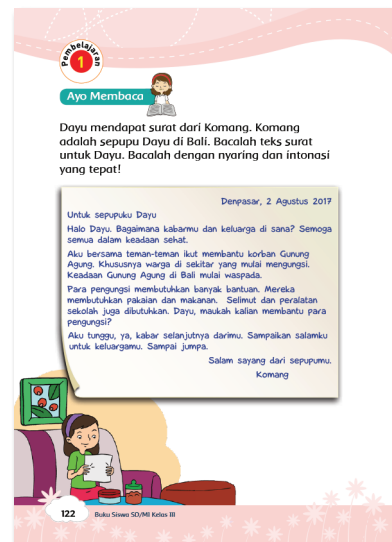 Pembelajaran
1
Ayo Membaca
Dayu mendapat surat dari Komang. Komang
adalah sepupu Dayu di Bali. Bacalah teks surat
untuk Dayu. Bacalah dengan nyaring dan intonasi
yang tepat!
Denpasar, 2 Agustus 2017
Untuk sepupuku Dayu
Halo Dayu. Bagaimana kabarmu dan keluarga di sana? Semoga
semua dalam keadaan sehat.
Aku bersama teman-teman ikut membantu korban Gunung
Agung. Khususnya warga di sekitar yang mulai mengungsi.
Keadaan Gunung Agung di Bali mulai waspada.
Para pengungsi membutuhkan banyak bantuan. Mereka
membutuhkan pakaian dan makanan. Selimut dan peralatan
sekolah juga dibutuhkan. Dayu, maukah kalian membantu para
pengungsi?
Aku tunggu, ya, kabar selanjutnya darimu. Sampaikan salamku
untuk keluargamu. Sampai jumpa.
Salam sayang dari sepupumu.
Komang
122 Buku Siswa SD/MI Kelas III